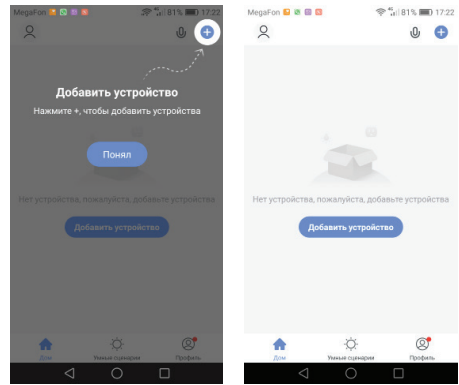 MegaFon 81% 17:22
Добавить устройство
Нажмите +, чтобы добавить устройства
Понял
Нет устройства, пожалуйста, добавьте устройства
Добавить устройство
Дом Умные сценарии Профиль
MegaFon 81% 17:22
Нет устройства, пожалуйста, добавьте устройства
Добавить устройство
Дом Умные сценарии Профиль